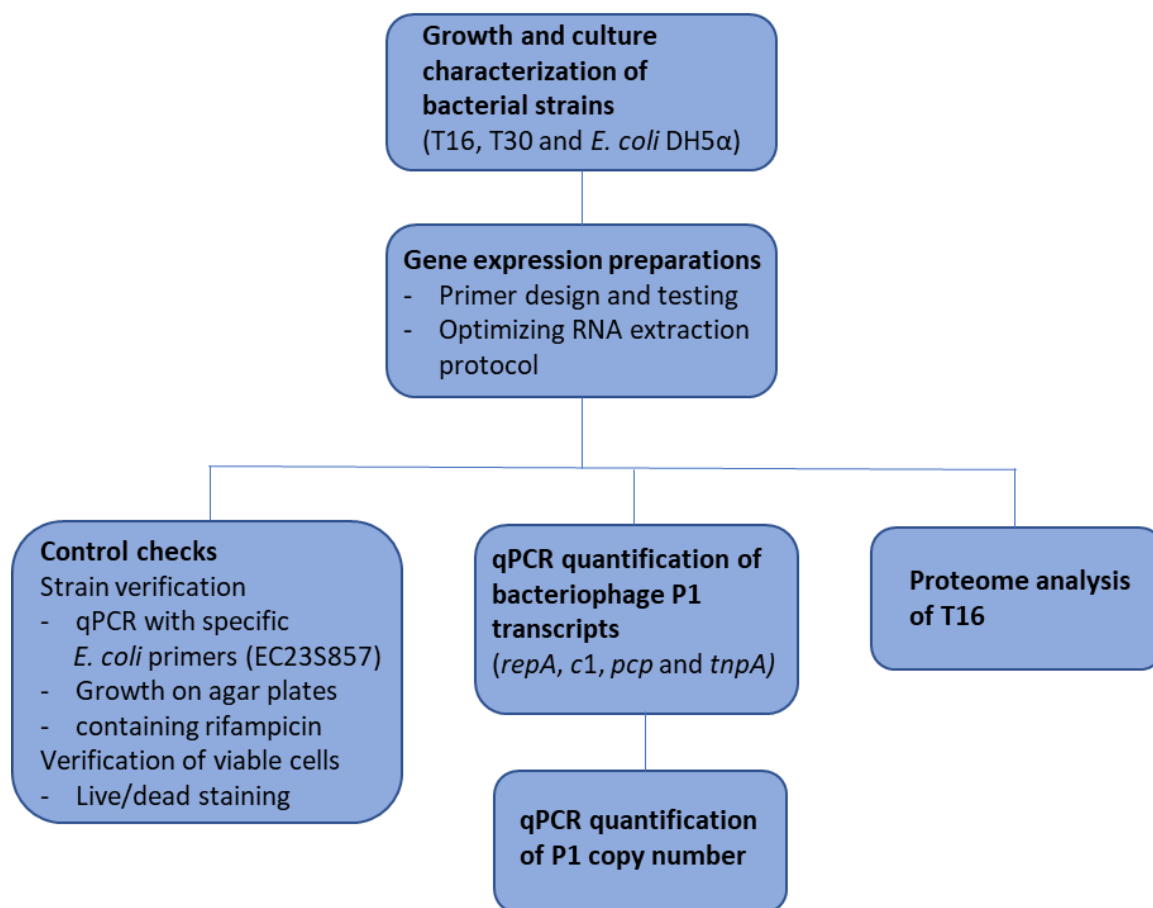 Growth and culture
characterization of
bacterial strains
(T16, T30 and E. coli DH5α)
Gene expression preparations
- Primer design and testing
- Optimizing RNA extraction
protocol
Control checks
Strain verification
- qPCR with specific
E. coli primers (EC23S857)
- Growth on agar plates
- containing rifampicin
Verification of viable cells
- Live/dead staining
qPCR quantification of
bacteriophage P1
transcripts
(repA, c1, pcp and tnpA)
qPCR quantification
of P1 copy number
Proteome analysis
of T16